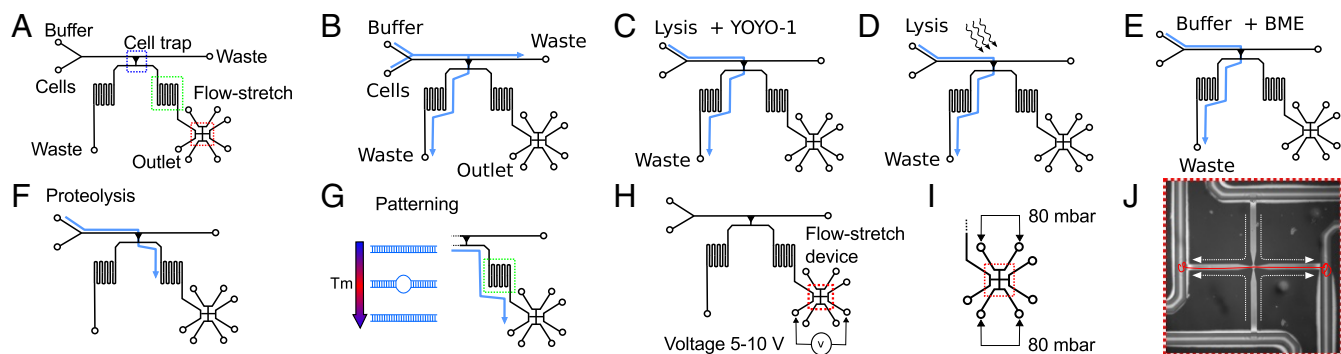 A
Buffer
Cell trap
Waste
Cells
Flow-stretch
Waste
Outlet
B
Buffer
Waste
Cells
Waste
Outlet
C
Lysis + YOYO-1
Waste
D
Lysis
Waste
E
Buffer + BME
Waste
F
Proteolysis
G
Patterning
Tm
H
Flow-stretch
device
Voltage 5-10 V
V
I
80 mbar
80 mbar
J